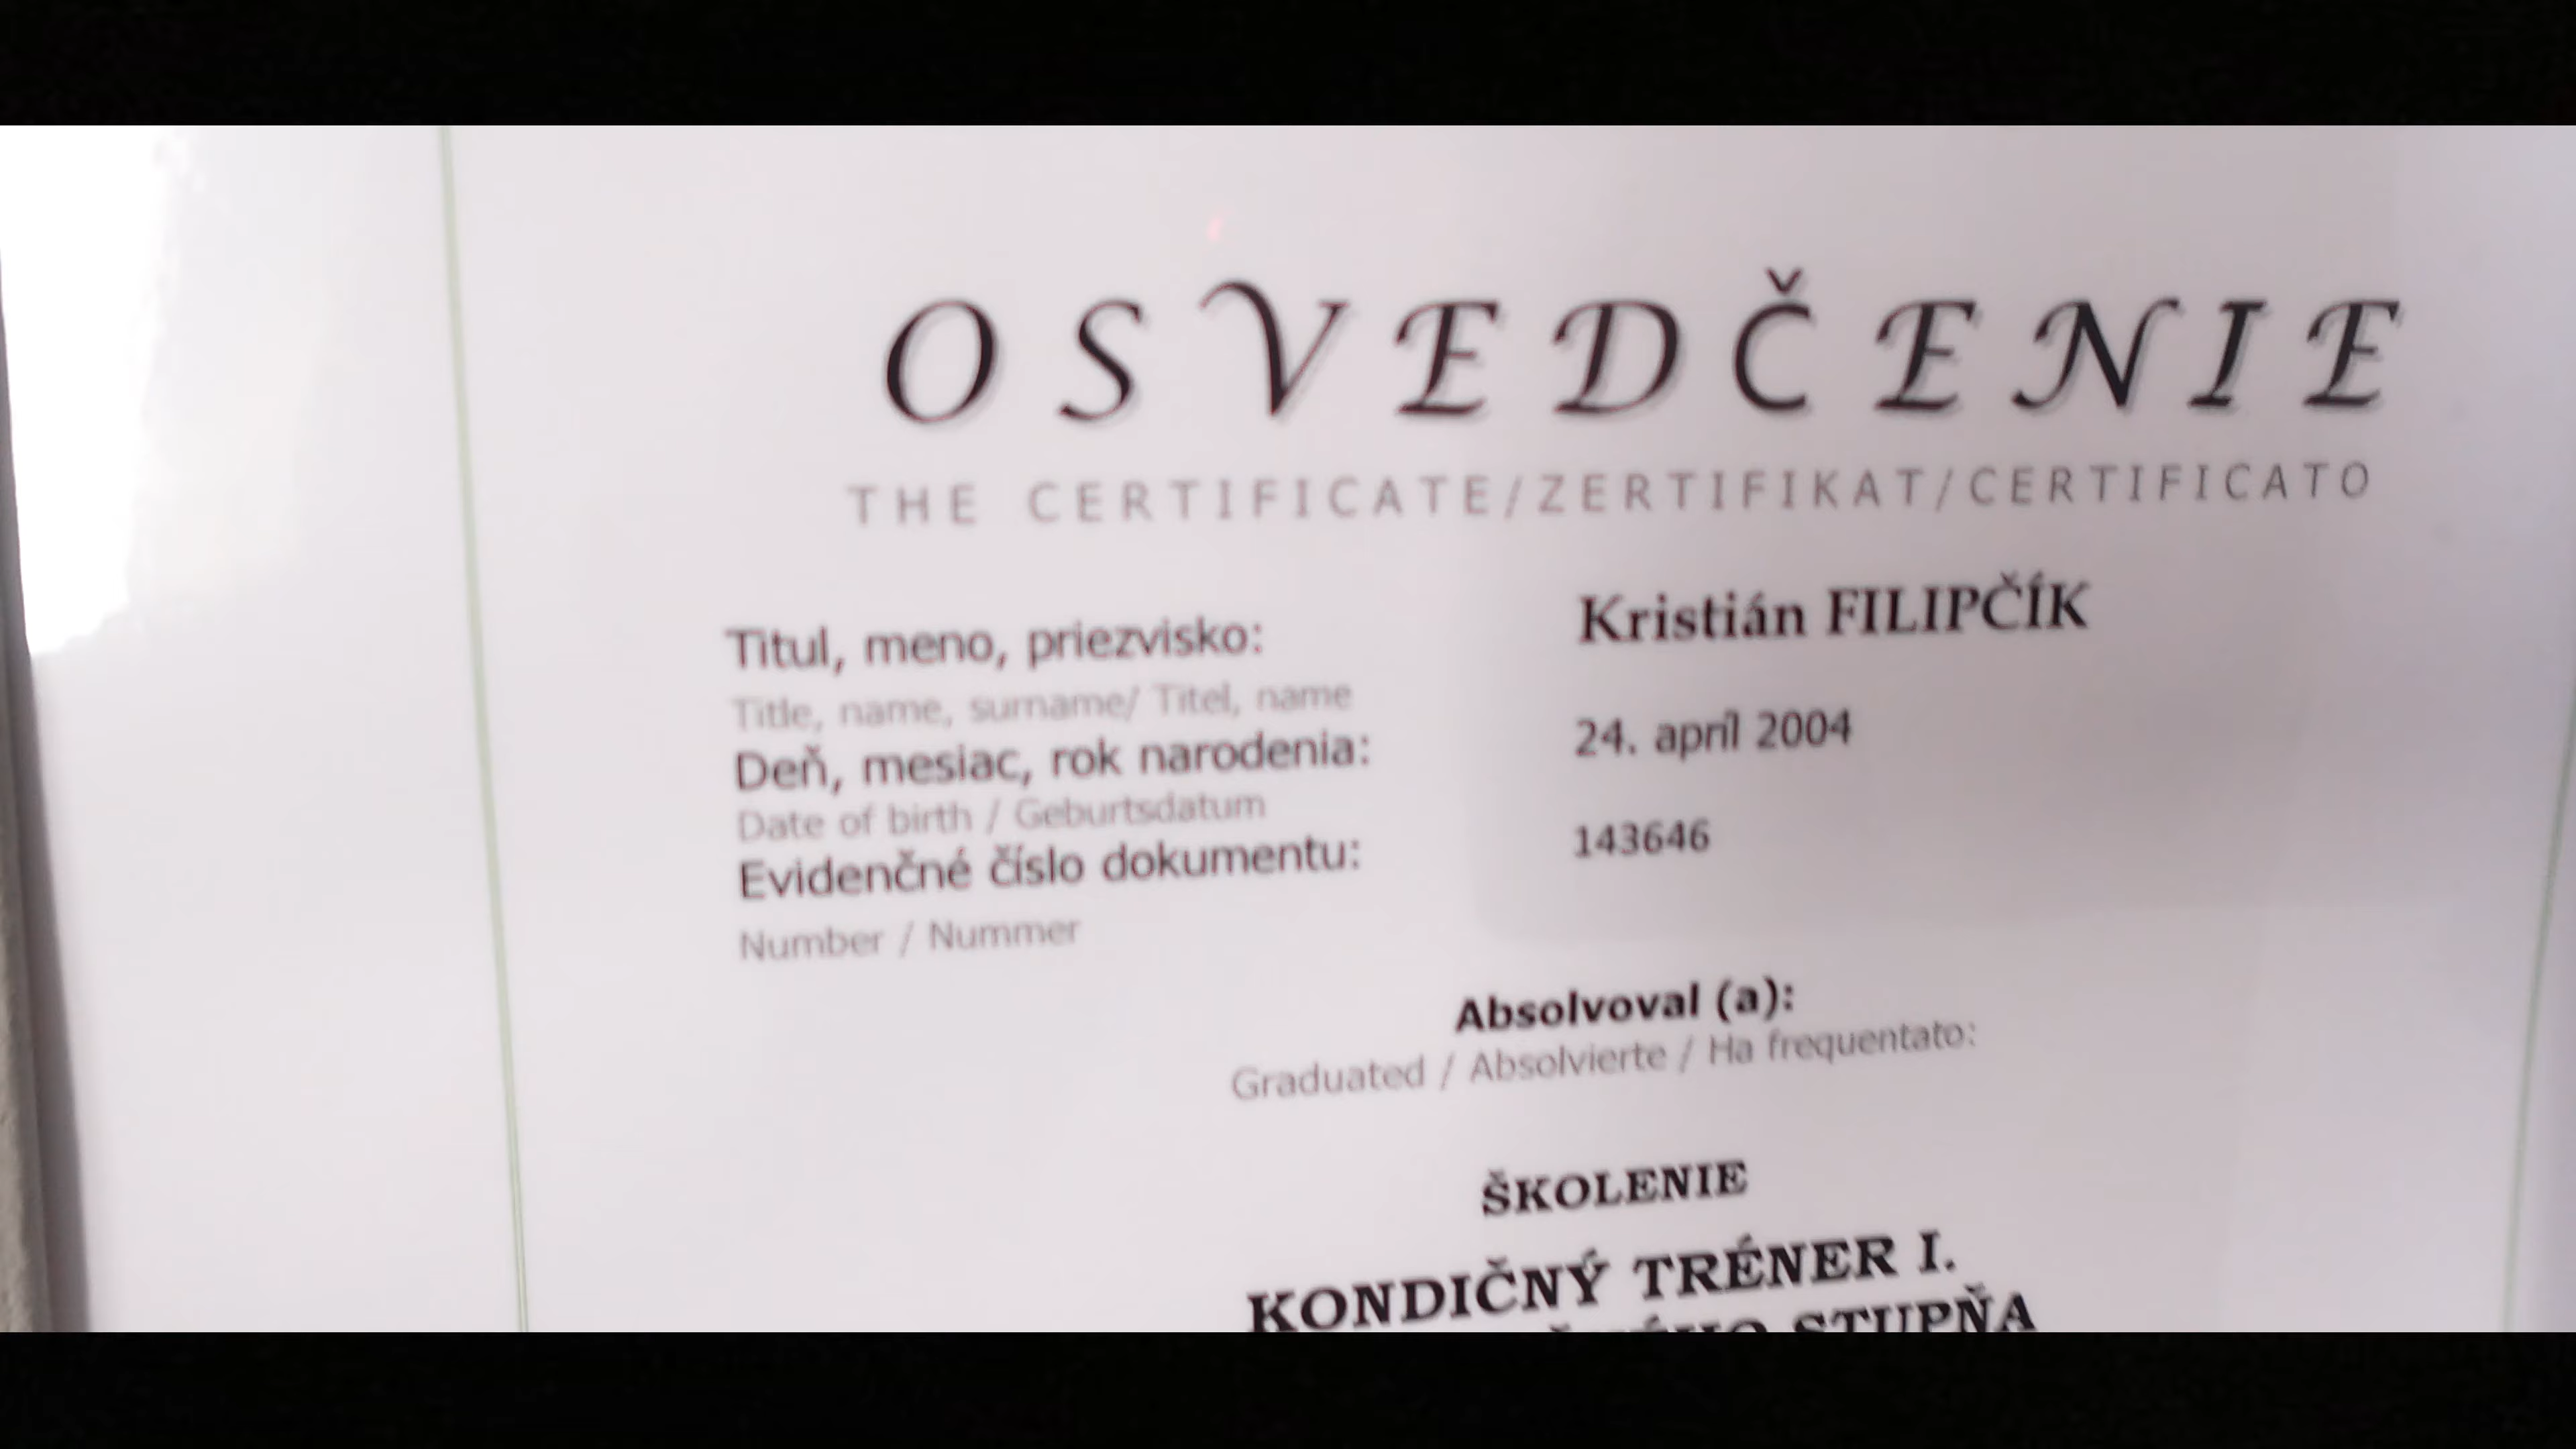 OSVEDČENIE
THE CERTIFICATE/ZERTIFIKAT/CERTIFICATO
Titul, meno, priezvisko: Kristián FILIPČÍK
Title, name, surname/ Titel, name
Deň, mesiac, rok narodenia: 24. apríl 2004
Date of birth / Geburtsdatum
Evidenčné číslo dokumentu: 143646
Number / Nummer
Absolvoval (a):
Graduated / Absolvierte / Ha frequentato:
ŠKOLENIE
KONDIČNÝ TRÉNER I.
STUPŇA